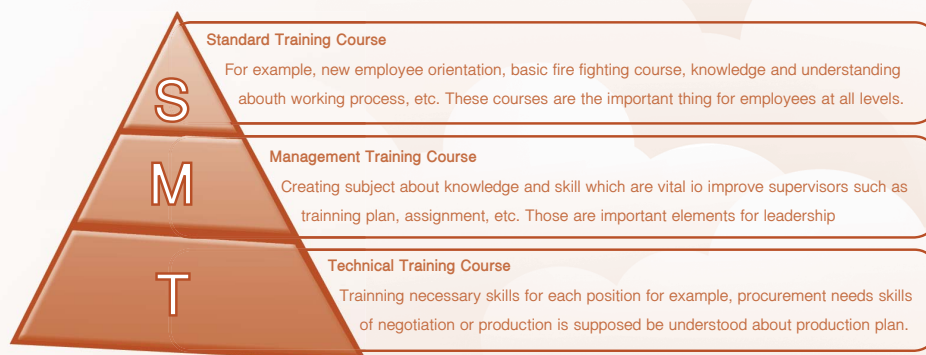 S
Standard Training Course
For example, new employee orientation, basic fire fighting course, knowledge and understanding
abouth working process, etc. These courses are the important thing for employees at all levels.
M
Management Training Course
Creating subject about knowledge and skill which are vital io improve supervisors such as
trainning plan, assignment, etc. Those are important elements for leadership
T
Technical Training Course
Trainning necessary skills for each position for example, procurement needs skills
of negotiation or production is supposed be understood about production plan.